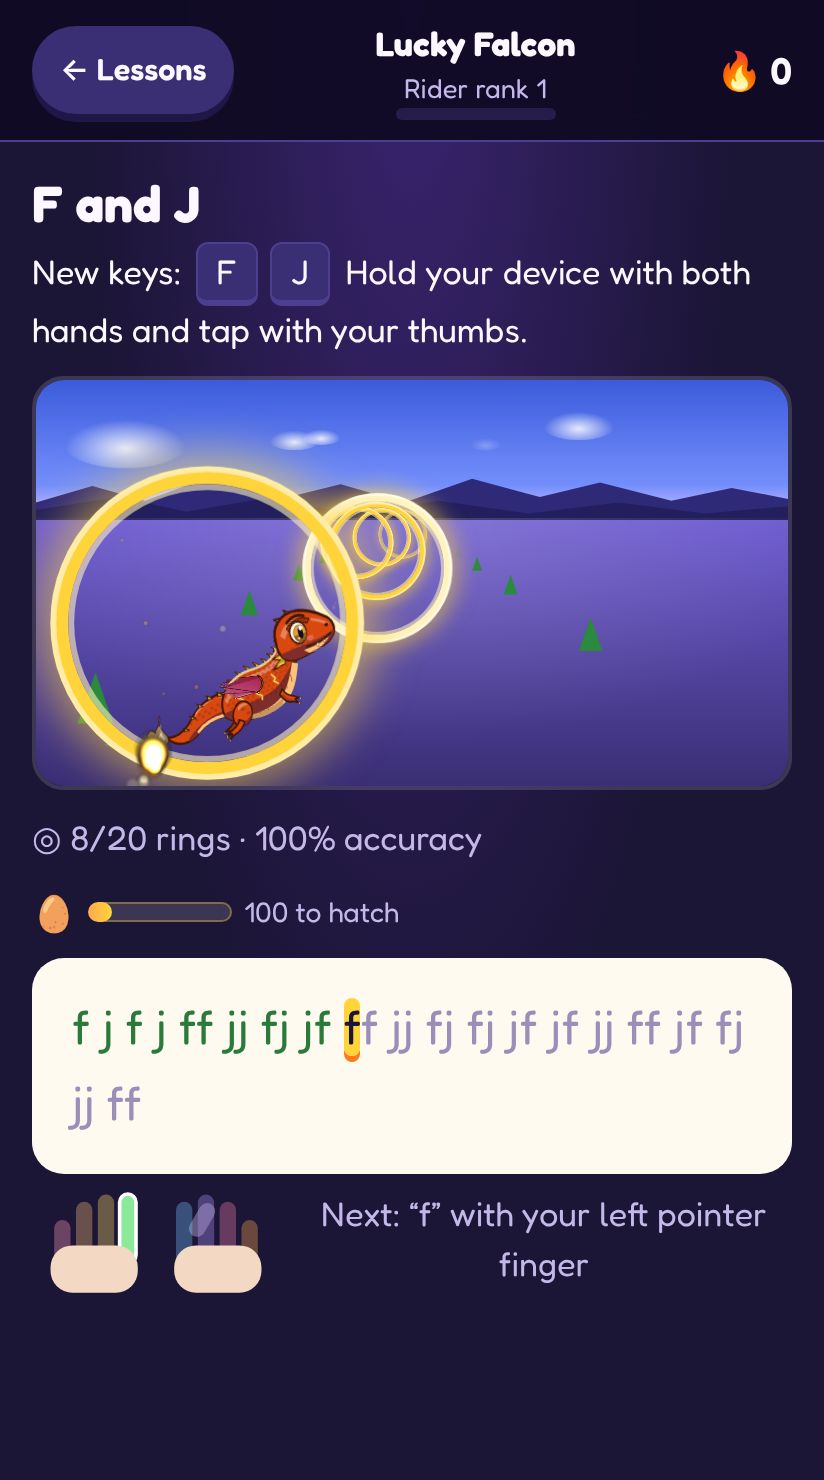 ← Lessons
Lucky Falcon
Rider rank 1
🔥 0
F and J
New keys: F J Hold your device with both
hands and tap with your thumbs.
◎ 8/20 rings · 100% accuracy
100 to hatch
f j f j ff jj fj jf ff jj fj fj jf jf jj ff jf fj
jj ff
Next: “f” with your left pointer
finger